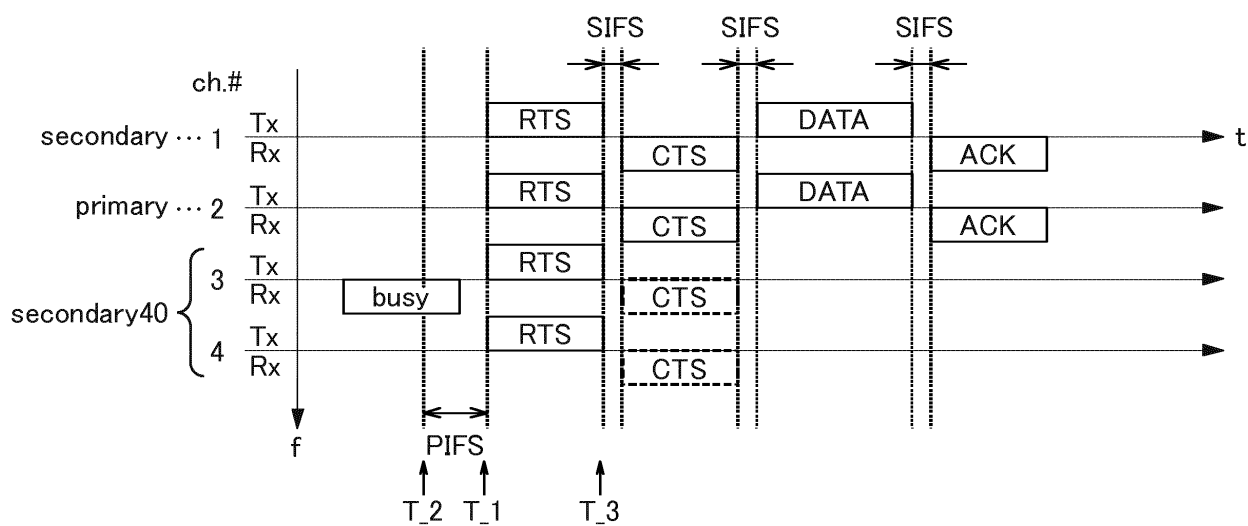 SIFS SIFS SIFS
ch.#
Tx RTS DATA
secondary ··· 1 t
Rx CTS ACK
Tx RTS DATA
primary ··· 2
Rx CTS ACK
Tx RTS
3
Rx busy CTS
secondary40
Tx RTS
4
Rx CTS
f PIFS
T_2 T_1 T_3